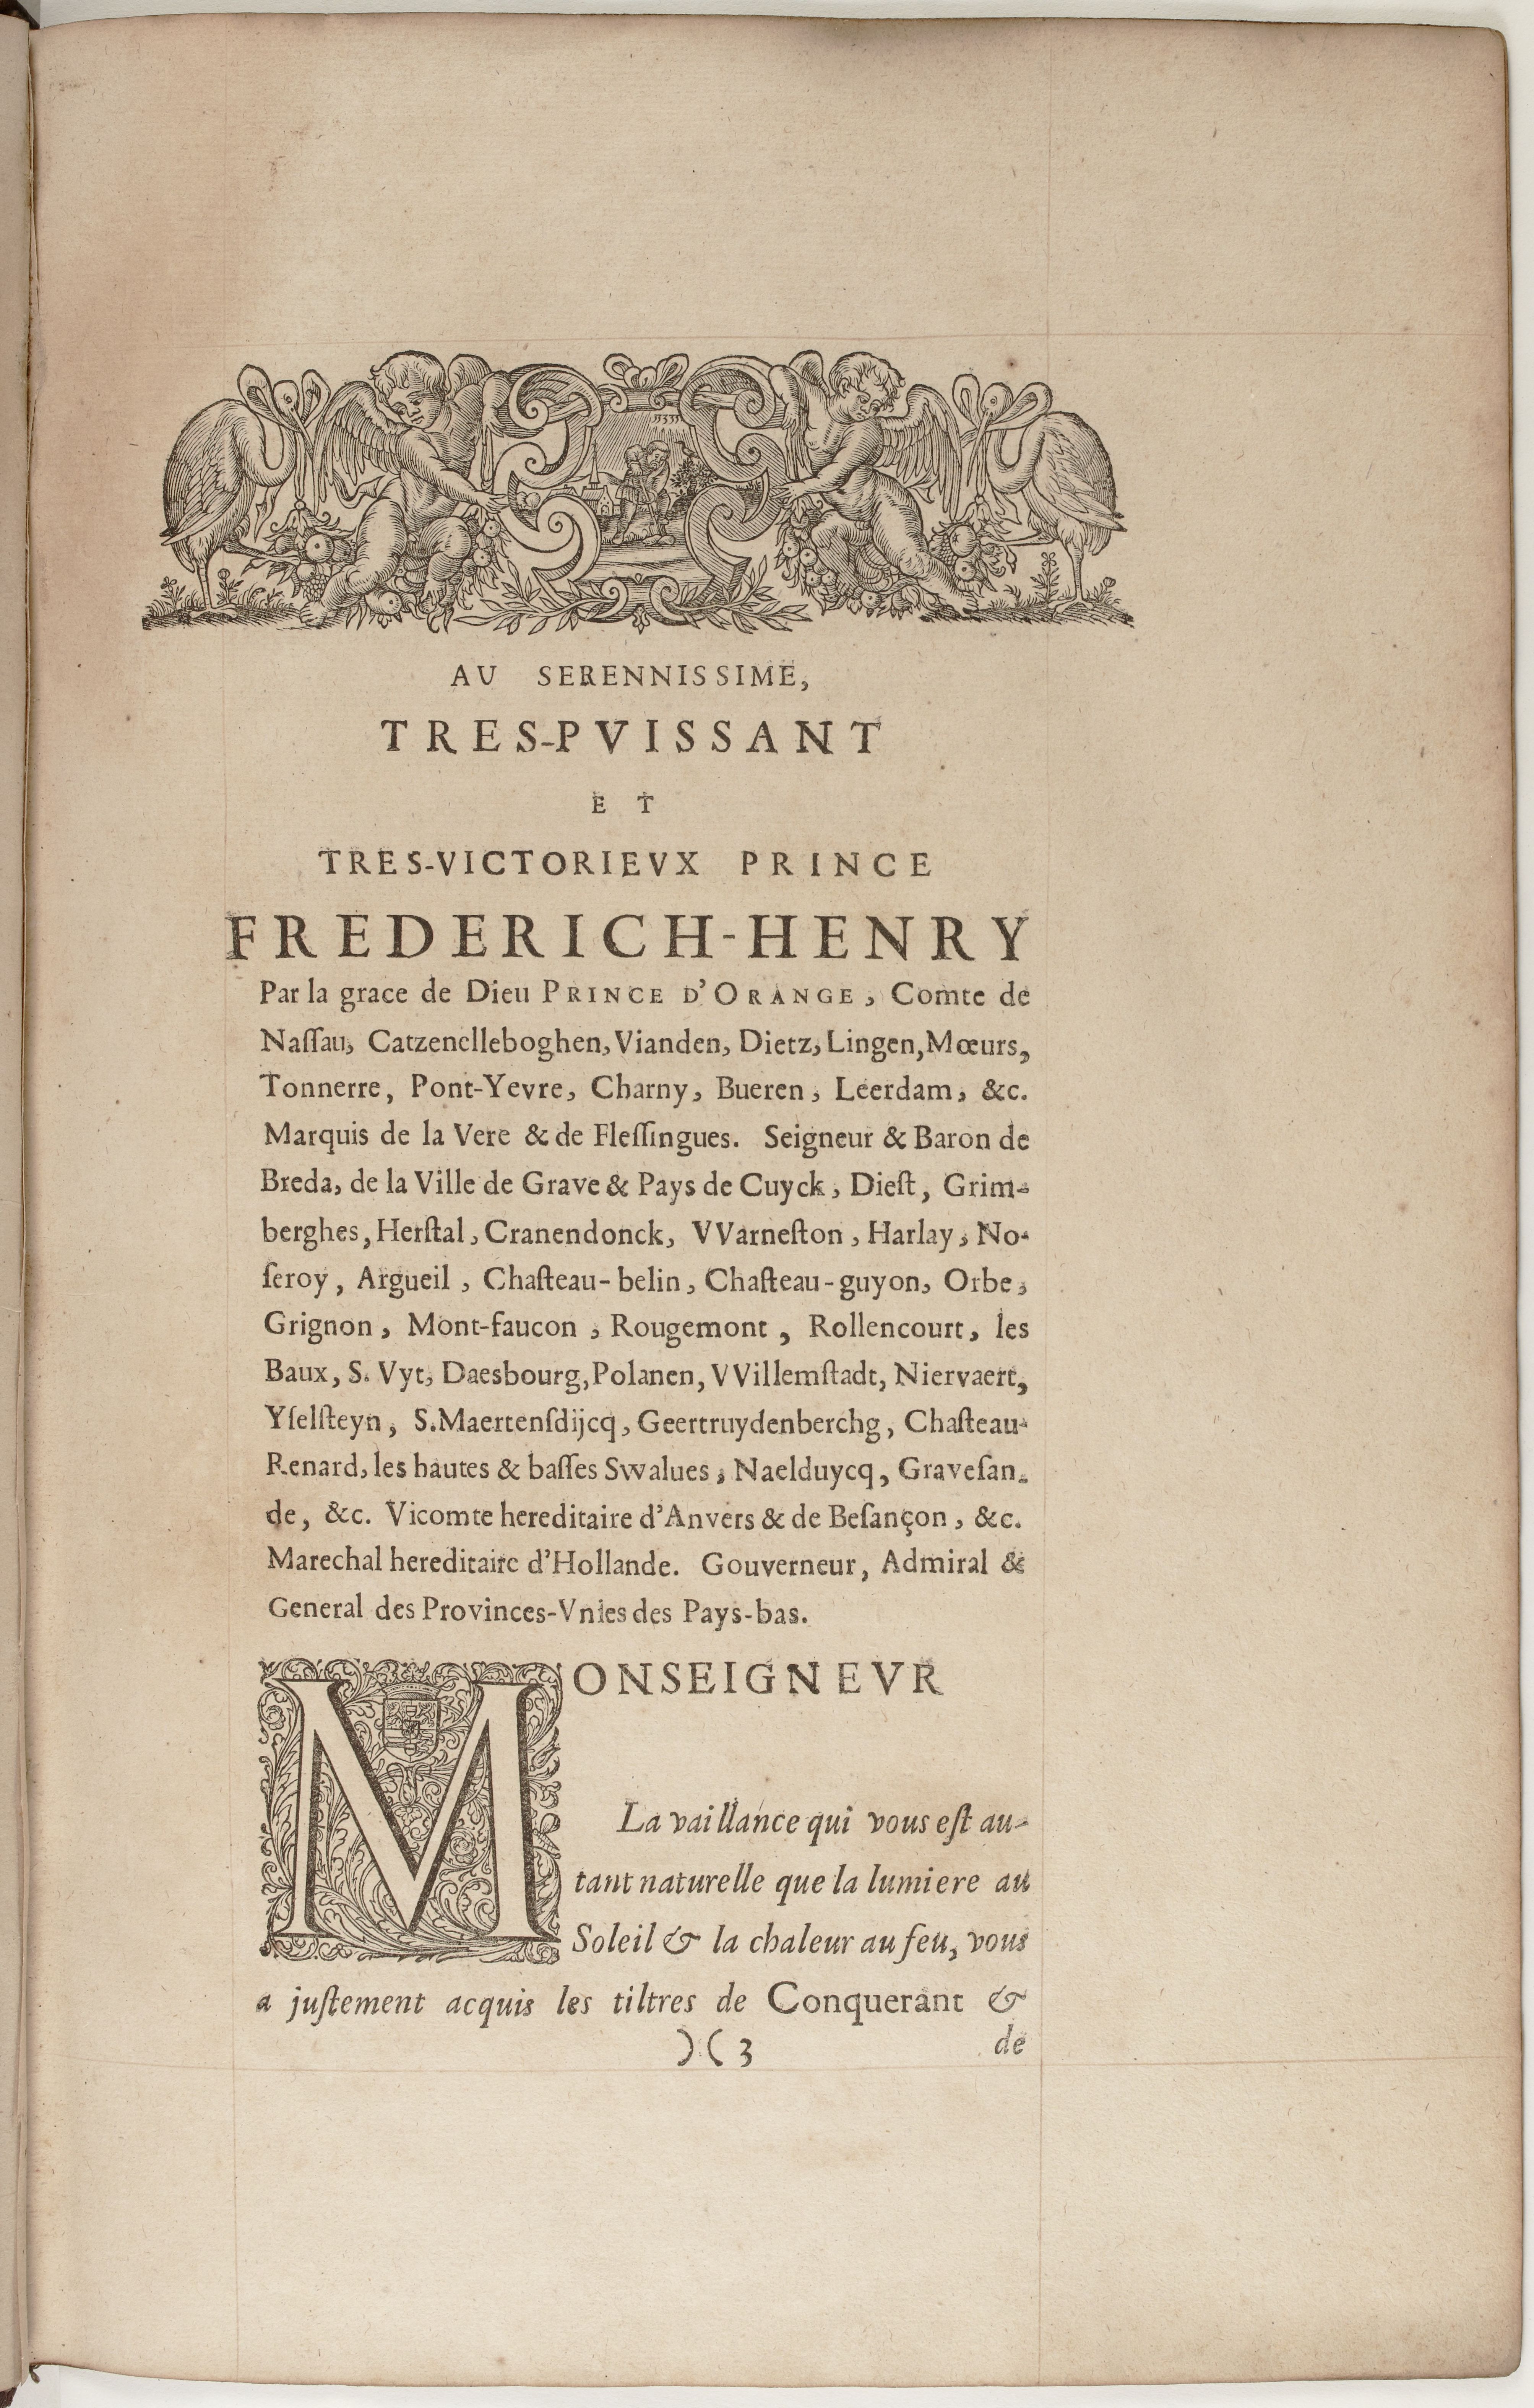 AU SERENNISSIME,
TRES-PVISSANT
ET
TRES-VICTORIEVX PRINCE
FREDERICH-HENRY
Par la grace de Dieu PRINCE D'ORANGE, Comte de
Naſſau, Catzenelleboghen, Vianden, Dietz, Lingen, Mœurs,
Tonnerre, Pont-Yevre, Charny, Bueren, Leerdam, &c.
Marquis de la Vere & de Fleſſingues. Seigneur & Baron de
Breda, de la Ville de Grave & Pays de Cuyck, Dieſt, Grim-
berghes, Herſtal, Cranendonck, VVarneſton, Harlay, No-
ſeroy, Argueil, Chaſteau-belin, Chaſteau-guyon, Orbe,
Grignon, Mont-faucon, Rougemont, Rollencourt, les
Baux, S. Vyt, Daesbourg, Polanen, VVillemſtadt, Niervaert,
Yſelſteyn, S. Maertenſdijcq, Geertruydenberchg, Chaſteau-
Renard, les hautes & baſſes Swalues, Naelduycq, Graveſan-
de, &c. Vicomte hereditaire d'Anvers & de Beſançon, &c.
Marechal hereditaire d'Hollande. Gouverneur, Admiral &
General des Provinces-Vnies des Pays-bas.
MONSEIGNEVR
La vaillance qui vous eſt au-
tant naturelle que la lumiere au
Soleil & la chaleur au feu, vous
a juſtement acquis les tiltres de Conquerant &
)( 3 de